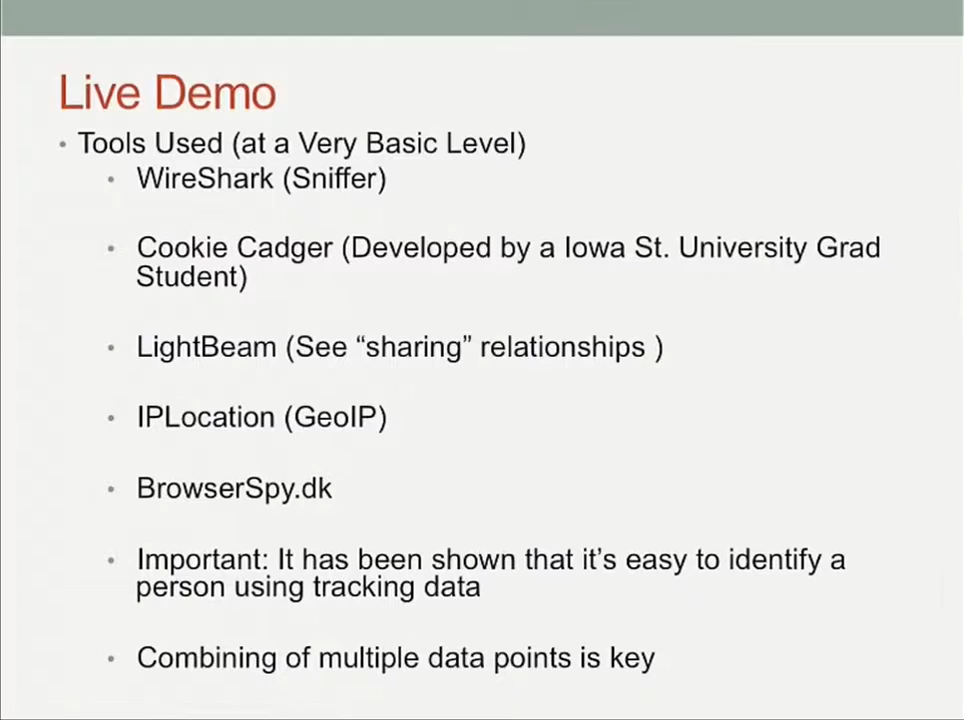 Live Demo
• Tools Used (at a Very Basic Level)
• WireShark (Sniffer)
• Cookie Cadger (Developed by a Iowa St. University Grad
Student)
• LightBeam (See “sharing” relationships )
• IPLocation (GeoIP)
• BrowserSpy.dk
• Important: It has been shown that it’s easy to identify a
person using tracking data
• Combining of multiple data points is key